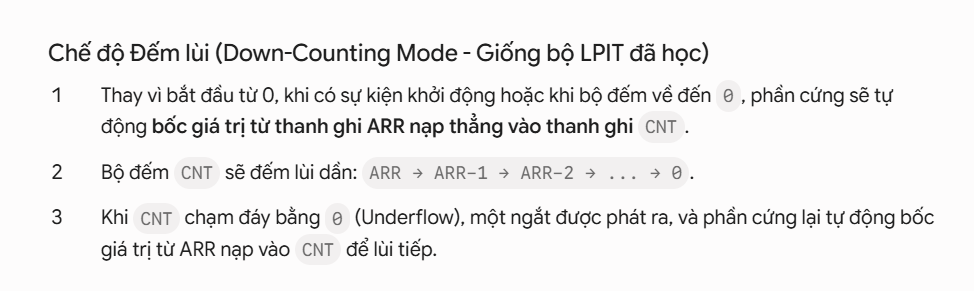 Chế độ Đếm lùi (Down-Counting Mode - Giống bộ LPIT đã học)
1 Thay vì bắt đầu từ 0, khi có sự kiện khởi động hoặc khi bộ đếm về đến 0, phần cứng sẽ tự
động bốc giá trị từ thanh ghi ARR nạp thẳng vào thanh ghi CNT.
2 Bộ đếm CNT sẽ đếm lùi dần: ARR → ARR-1 → ARR-2 → ... → 0.
3 Khi CNT chạm đáy bằng 0 (Underflow), một ngắt được phát ra, và phần cứng lại tự động bốc
giá trị từ ARR nạp vào CNT để lùi tiếp.